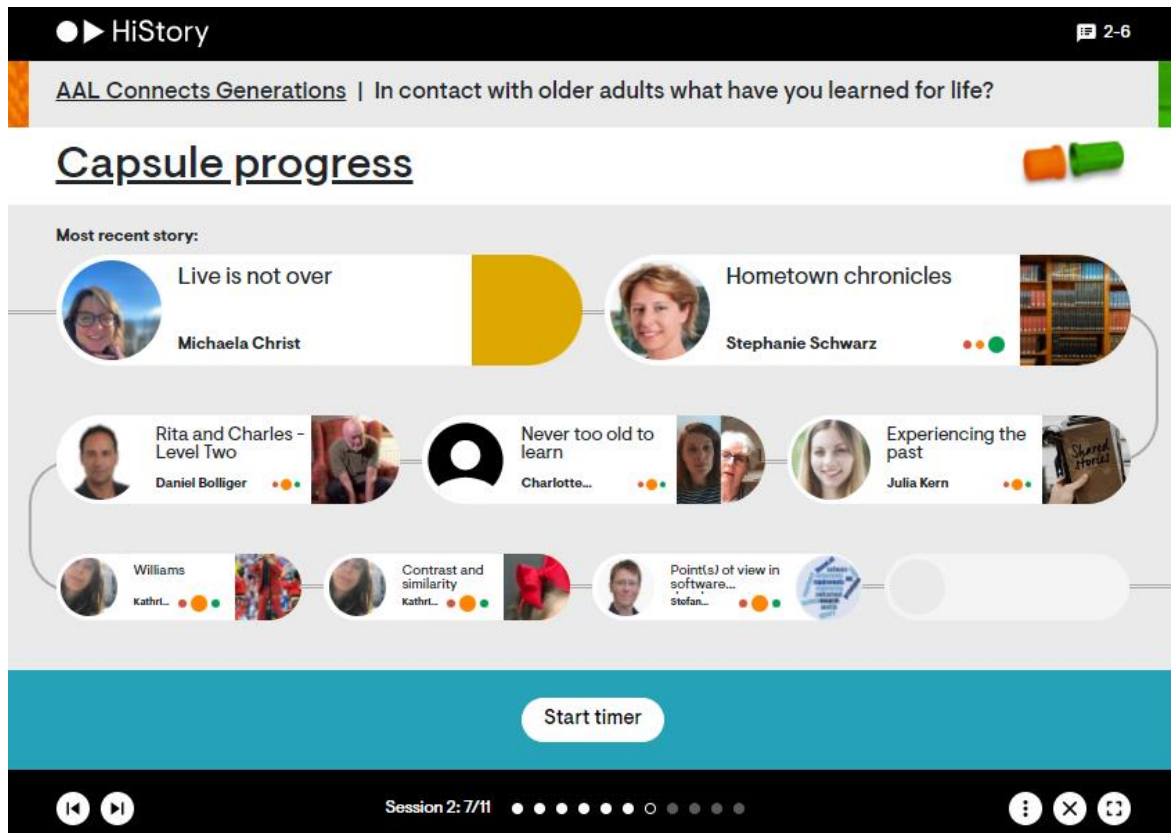 HiStory
2-6
AAL Connects Generations | In contact with older adults what have you learned for life?
Capsule progress
Most recent story:
Live is not over
Michaela Christ
Hometown chronicles
Stephanie Schwarz
Rita and Charles -
Level Two
Daniel Bolliger
Never too old to
learn
Charlotte...
Experiencing the
past
Julia Kern
Shared
stories
Williams
Kathri...
Contrast and
similarity
Kathri...
Point(s) of view in
software...
Stefan...
Start timer
Session 2: 7/11